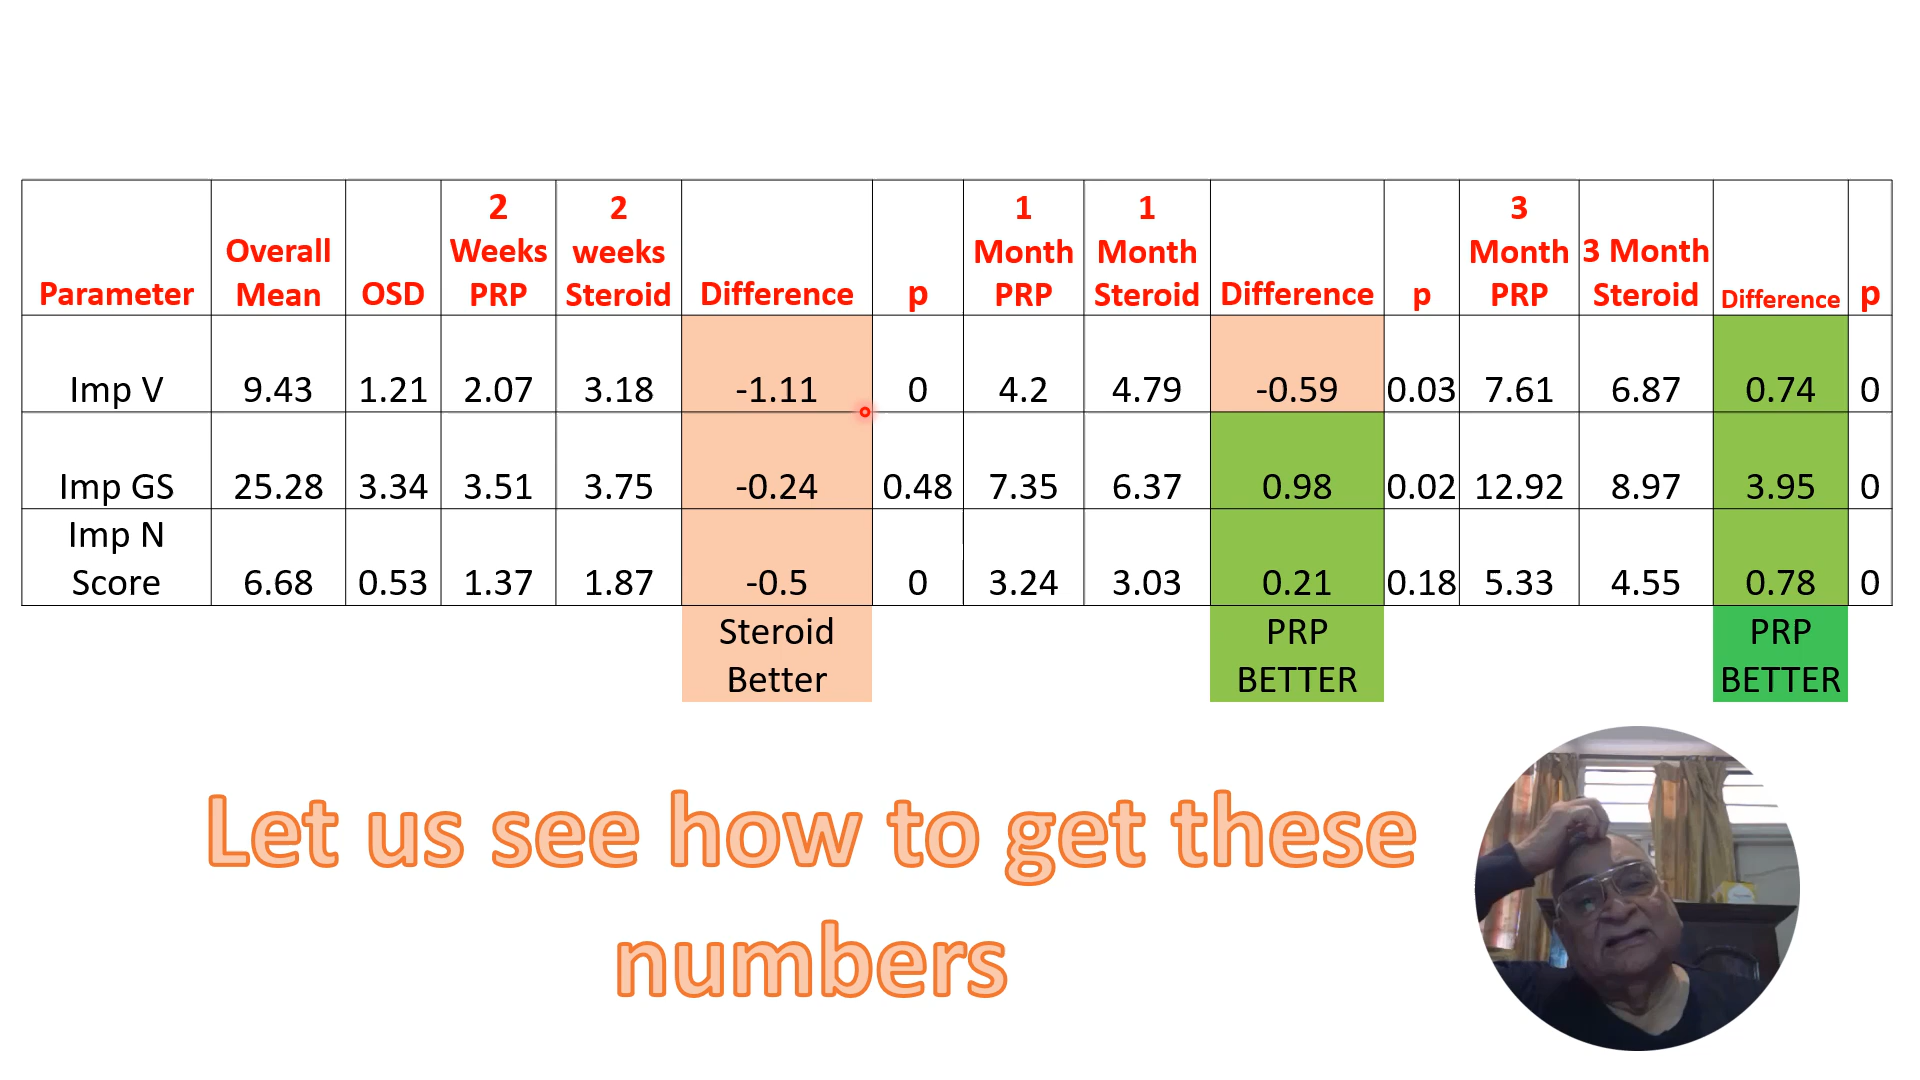 Parameter Overall Mean OSD 2 Weeks PRP 2 weeks Steroid Difference p 1 Month PRP 1 Month Steroid Difference p 3 Month PRP 3 Month Steroid Difference p
Imp V 9.43 1.21 2.07 3.18 -1.11 0 4.2 4.79 -0.59 0.03 7.61 6.87 0.74 0
Imp GS 25.28 3.34 3.51 3.75 -0.24 0.48 7.35 6.37 0.98 0.02 12.92 8.97 3.95 0
Imp N Score 6.68 0.53 1.37 1.87 -0.5 0 3.24 3.03 0.21 0.18 5.33 4.55 0.78 0
Steroid Better PRP BETTER PRP BETTER
Let us see how to get these
numbers